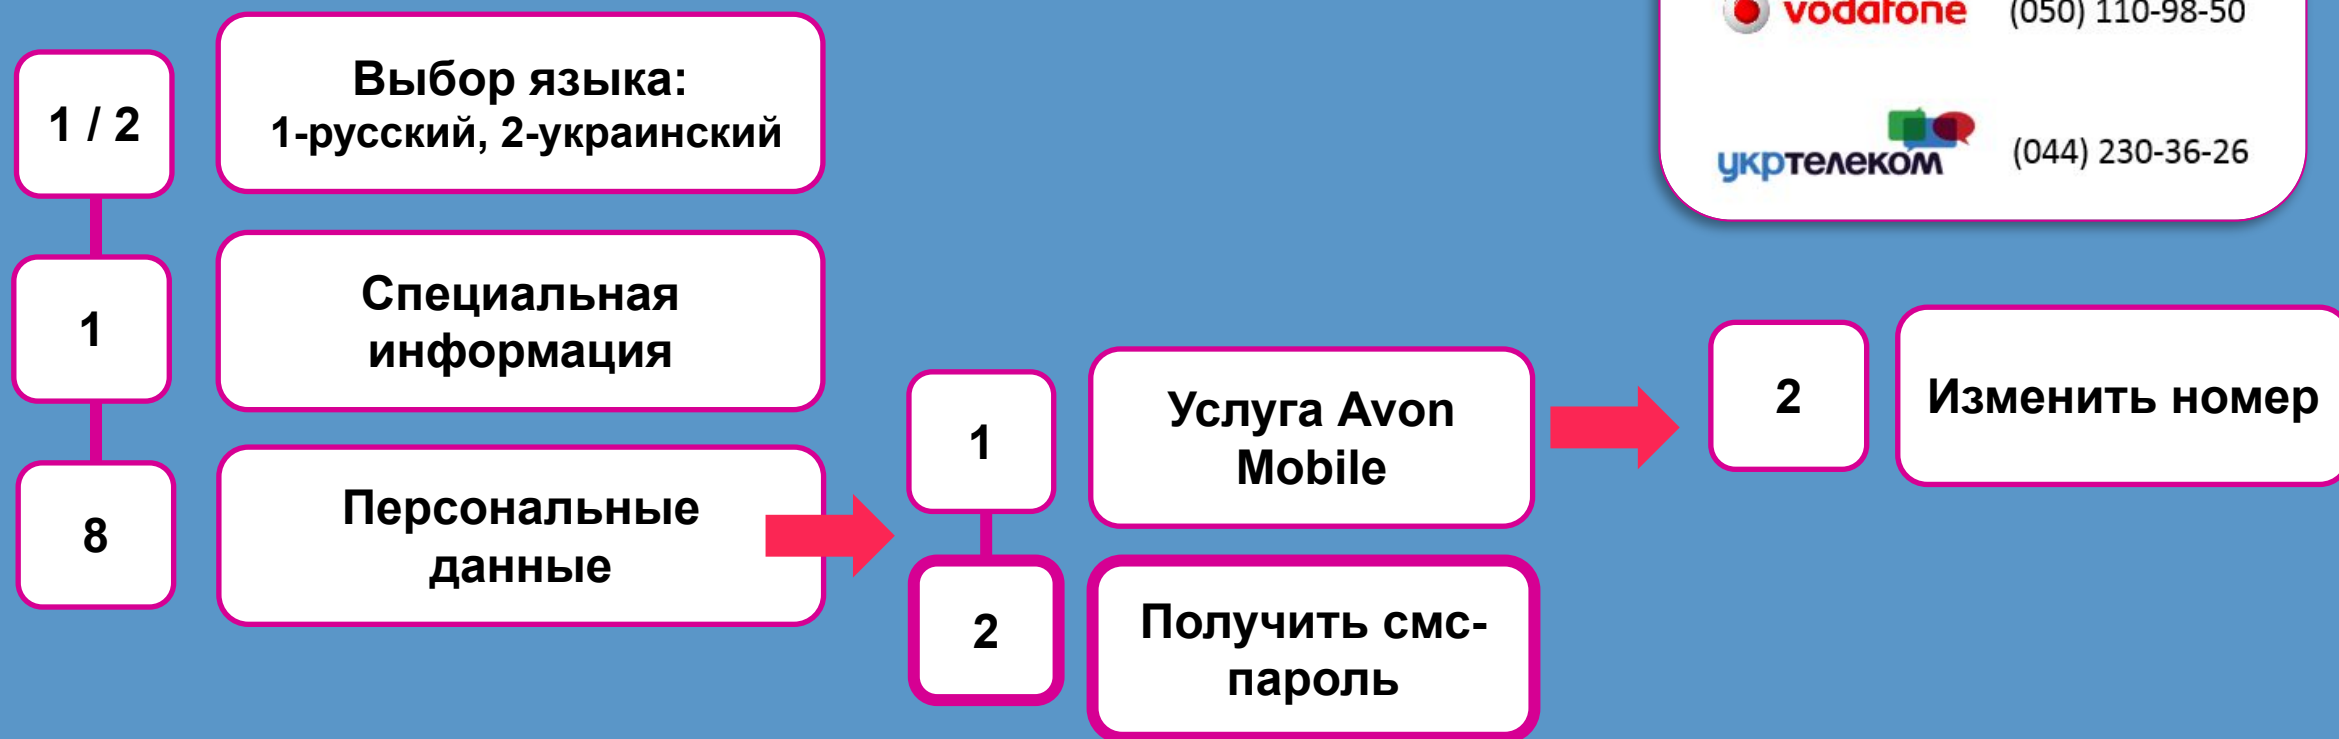 vodafone (050) 110-98-50
укртелеком (044) 230-36-26
1 / 2
Выбор языка:
1-русский, 2-украинский
1
Специальная
информация
8
Персональные
данные
1
Услуга Avon
Mobile
2
Получить смс-
пароль
2
Изменить номер